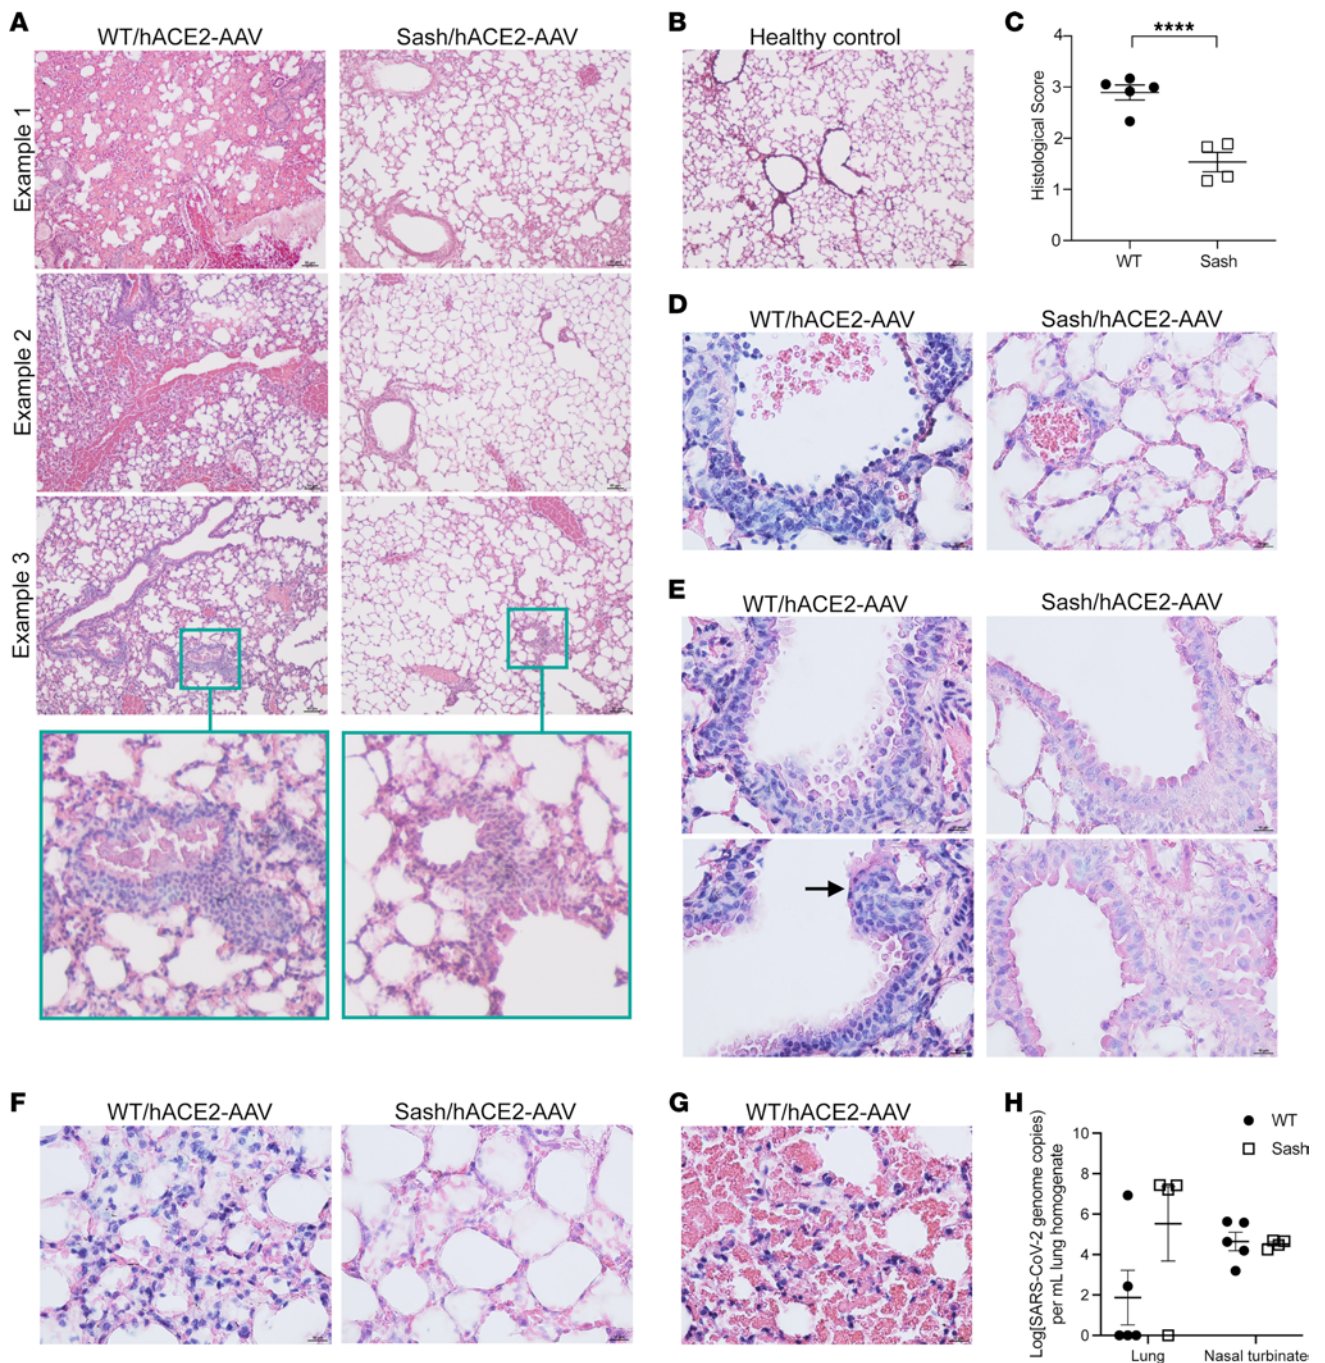 A
WT/hACE2-AAV
Sash/hACE2-AAV
Example 1
Example 2
Example 3
B
Healthy control
C
****
Histological Score
4
3
2
1
0
WT
Sash
D
WT/hACE2-AAV
Sash/hACE2-AAV
E
WT/hACE2-AAV
Sash/hACE2-AAV
F
WT/hACE2-AAV
Sash/hACE2-AAV
G
WT/hACE2-AAV
H
WT
Sash
Log[SARS-CoV-2 genome copies)
per mL lung homogenate
10
8
6
4
2
0
Lung
Nasal turbinate